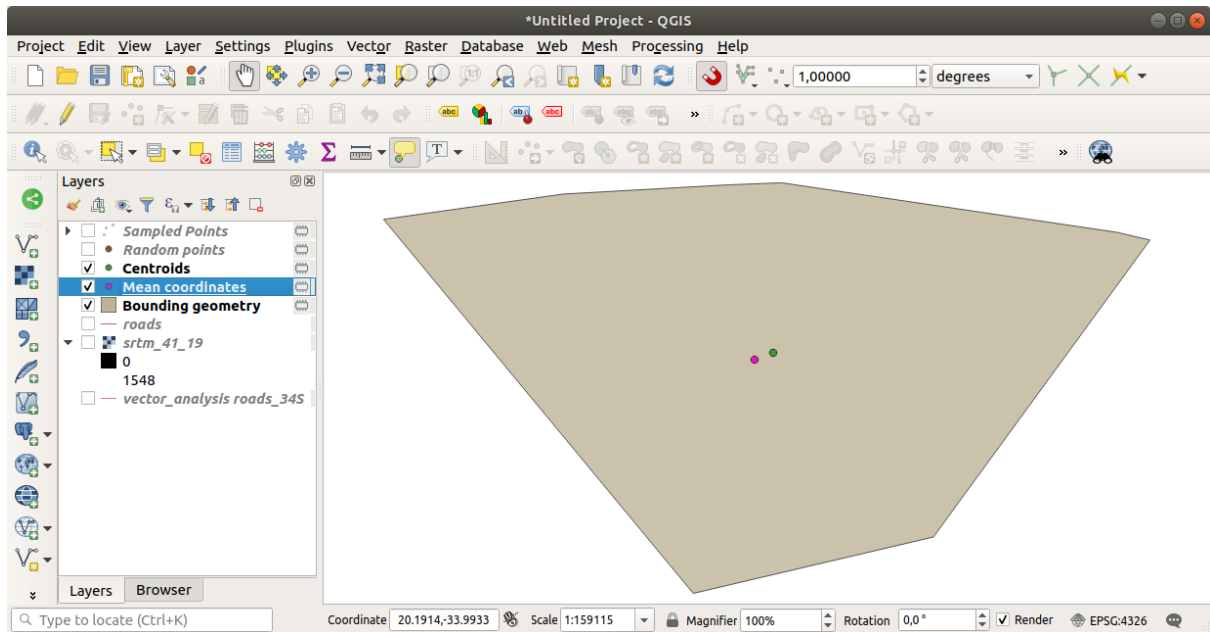 *Untitled Project - QGIS
Project Edit View Layer Settings Plugins Vector Raster Database Web Mesh Processing Help
1,00000 degrees
abc ab abc
Layers
Sampled Points
Random points
Centroids
Mean coordinates
Bounding geometry
roads
srtm_41_19
0
1548
vector_analysis roads_34S
Layers Browser
Type to locate (Ctrl+K) Coordinate 20.1914,-33.9933 Scale 1:159115 Magnifier 100% Rotation 0,0 ° Render EPSG:4326